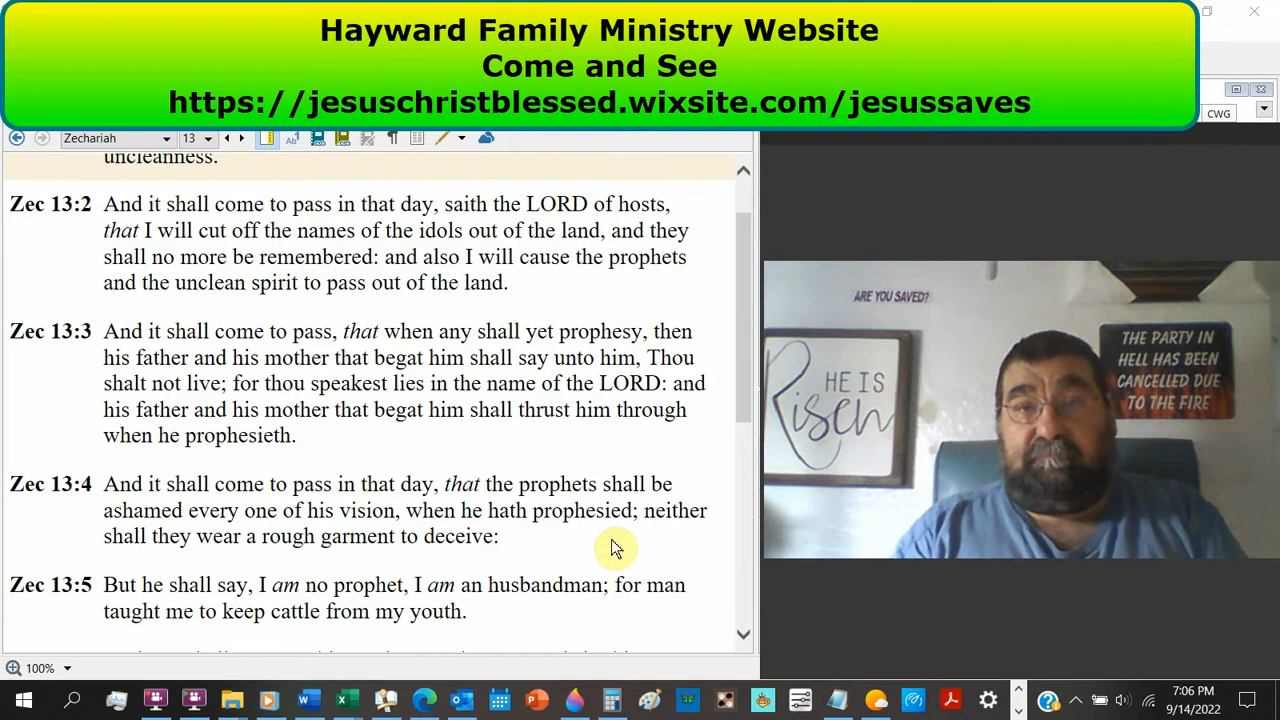 Hayward Family Ministry Website
Come and See
https://jesuschristblessed.wixsite.com/jesussaves
CWG
Zechariah
13
uncleanness.
Zec 13:2 And it shall come to pass in that day, saith the LORD of hosts,
that I will cut off the names of the idols out of the land, and they
shall no more be remembered: and also I will cause the prophets
and the unclean spirit to pass out of the land.
Zec 13:3 And it shall come to pass, that when any shall yet prophesy, then
his father and his mother that begat him shall say unto him, Thou
shalt not live; for thou speakest lies in the name of the LORD: and
his father and his mother that begat him shall thrust him through
when he prophesieth.
Zec 13:4 And it shall come to pass in that day, that the prophets shall be
ashamed every one of his vision, when he hath prophesied; neither
shall they wear a rough garment to deceive:
Zec 13:5 But he shall say, I am no prophet, I am an husbandman; for man
taught me to keep cattle from my youth.
ARE YOU SAVED?
HE IS
Risen
THE PARTY IN
HELL HAS BEEN
CANCELLED DUE
TO THE FIRE
100%
7:06 PM
9/14/2022